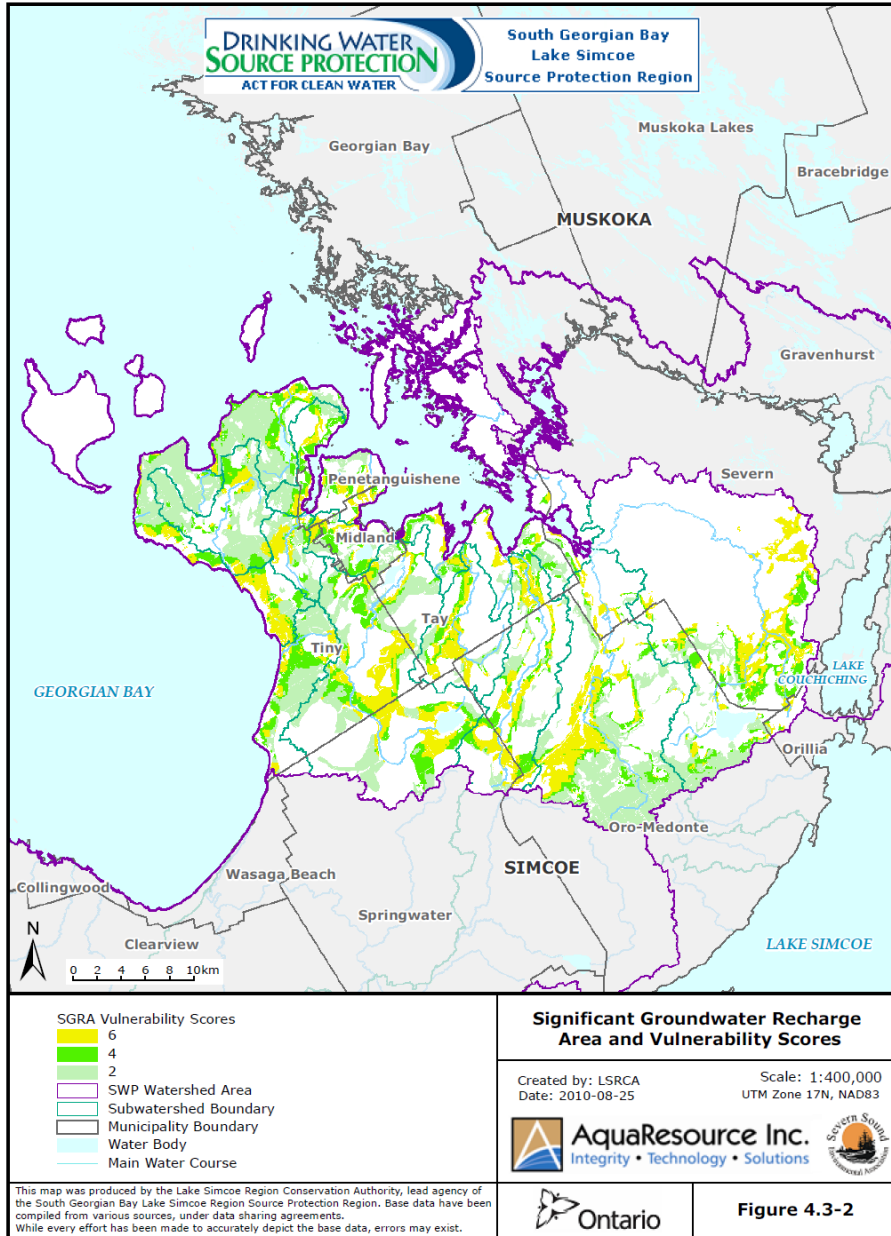 DRINKING WATER
SOURCE PROTECTION
ACT FOR CLEAN WATER
South Georgian Bay
Lake Simcoe
Source Protection Region
Georgian Bay
Muskoka Lakes
Bracebridge
MUSKOKA
Gravenhurst
Severn
Penetanguishene
Midland
Tay
Tiny
GEORGIAN BAY
LAKE
COUCHICHING
Orillia
Oro-Medonte
SIMCOE
Wasaga Beach
Collingwood
Springwater
Clearview
LAKE SIMCOE
N
0 2 4 6 8 10km
SGRA Vulnerability Scores
6
4
2
SWP Watershed Area
Subwatershed Boundary
Municipality Boundary
Water Body
Main Water Course
Significant Groundwater Recharge
Area and Vulnerability Scores
Created by: LSRCA
Date: 2010-08-25
Scale: 1:400,000
UTM Zone 17N, NAD83
AquaResource Inc.
Integrity • Technology • Solutions
Severn Sound
Environmental Association
This map was produced by the Lake Simcoe Region Conservation Authority, lead agency of
the South Georgian Bay Lake Simcoe Region Source Protection Region. Base data have been
compiled from various sources, under data sharing agreements.
While every effort has been made to accurately depict the base data, errors may exist.
Ontario
Figure 4.3-2